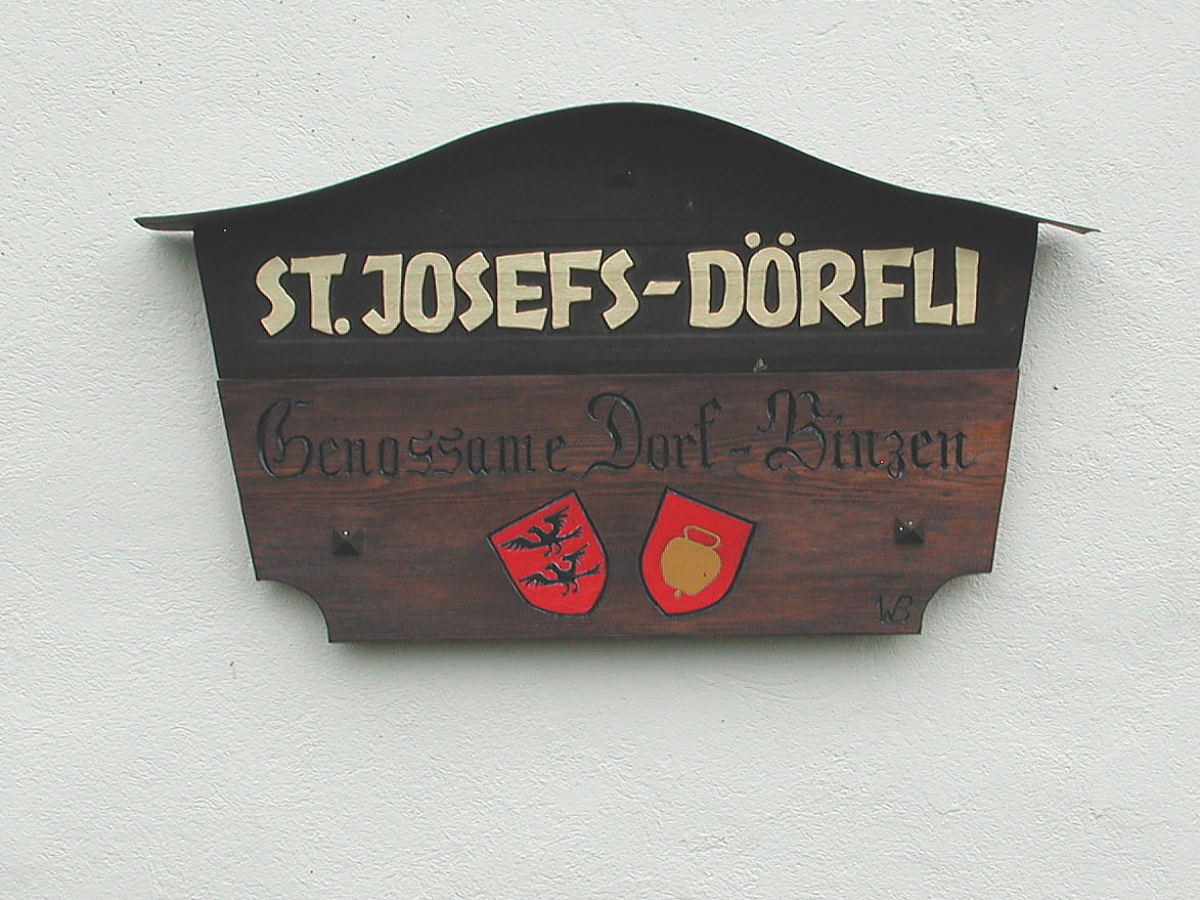 ST. JOSEFS-DÖRFLI
Genossame Dorf-Binzen
WB